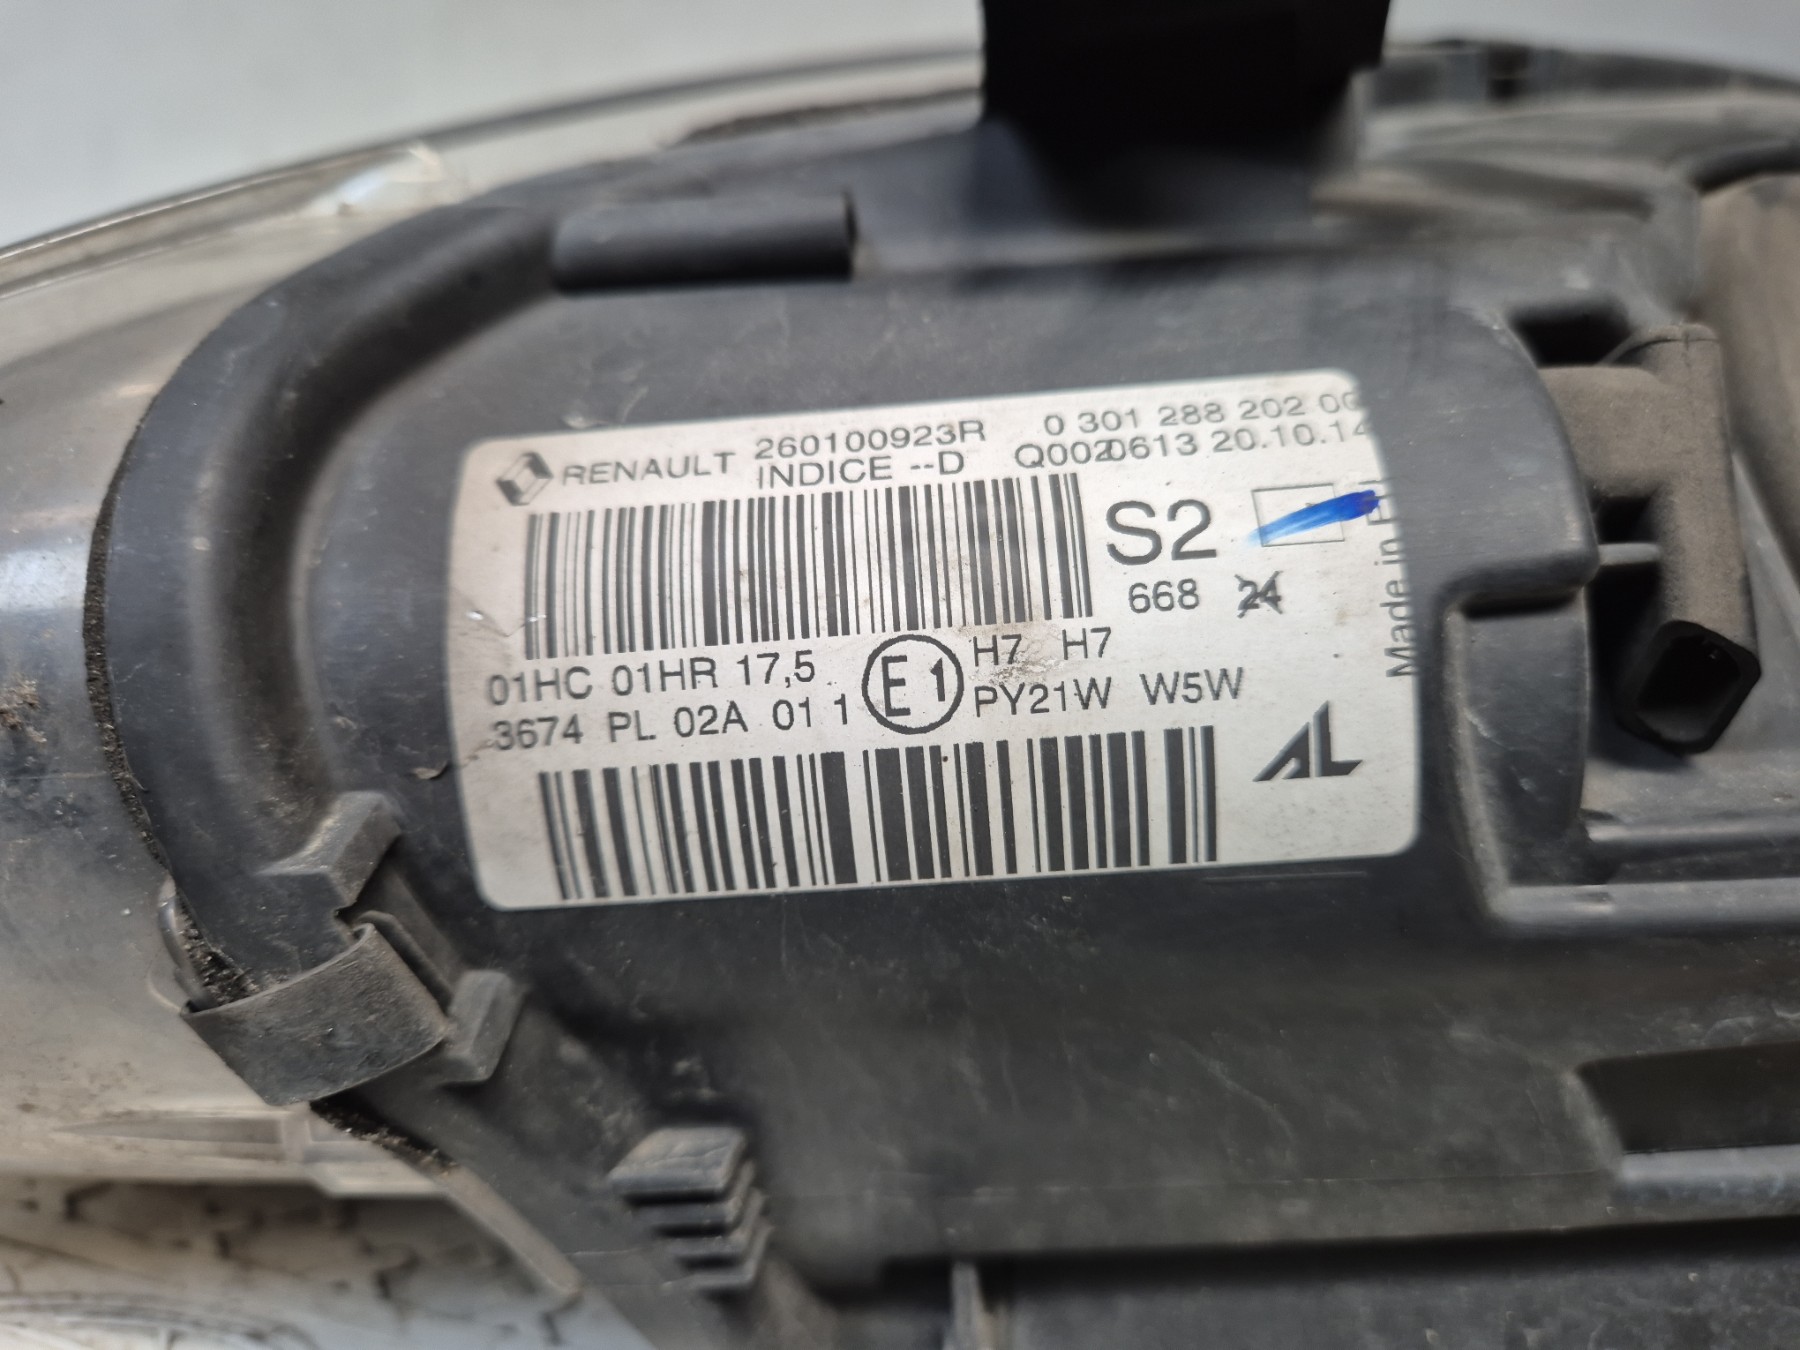 RENAULT 260100923R 0 301 288 202 00
INDICE --D Q0020613 20.10.14
S2
668 24
Made in
01HC 01HR 17,5 E1 H7 H7
3674 PL 02A 01 1 PY21W W5W
AL